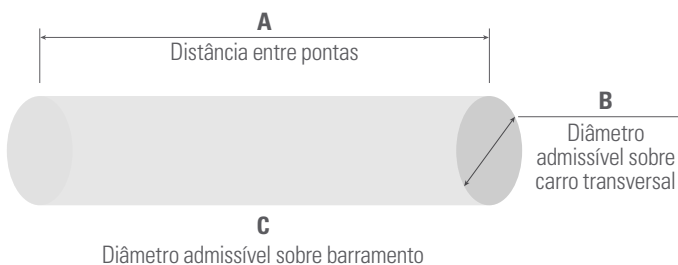 A
Distância entre pontas
B
Diâmetro
admissível sobre
carro transversal
C
Diâmetro admissível sobre barramento